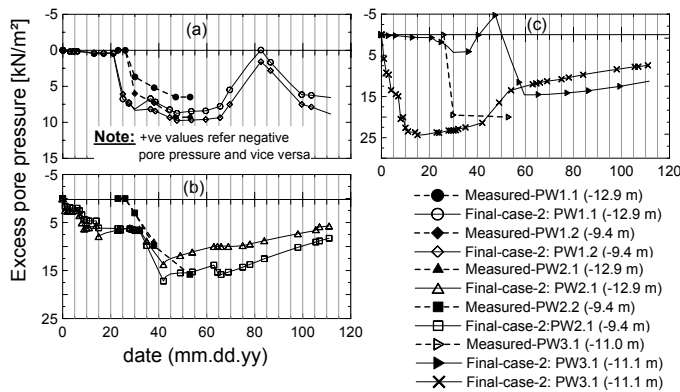 Excess pore pressure [kN/m²]
-5
0
5
10
15
(a)
Note: +ve values refer negative
pore pressure and vice versa
-5
0
5
15
25
(b)
0 20 40 60 80 100 120
date (mm.dd.yy)
-5
5
15
25
(c)
0 20 40 60 80 100 120
Measured-PW1.1 (-12.9 m)
Final-case-2: PW1.1 (-12.9 m)
Measured-PW1.2 (-9.4 m)
Final-case-2: PW1.2 (-9.4 m)
Measured-PW2.1 (-12.9 m)
Final-case-2: PW2.1 (-12.9 m)
Measured-PW2.2 (-9.4 m)
Final-case-2:PW2.1 (-9.4 m)
Measured-PW3.1 (-11.0 m)
Final-case-2: PW3.1 (-11.1 m)
Final-case-2: PW3.1 (-11.1 m)